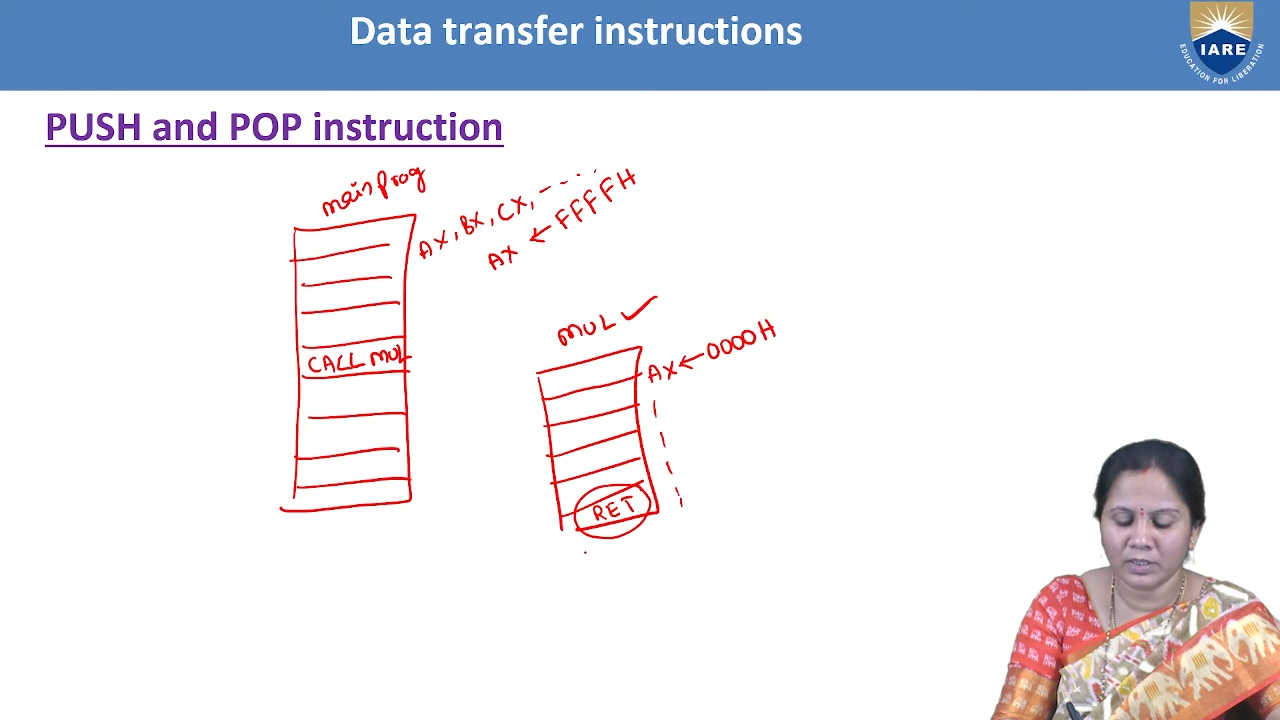 Data transfer instructions
IARE
EDUCATION FOR LIBERATION
PUSH and POP instruction
main Prog
AX, BX, CX, - - - - -
AX ← FFFFH
MUL ✓
CALL MUL
AX ← 0000H
RET